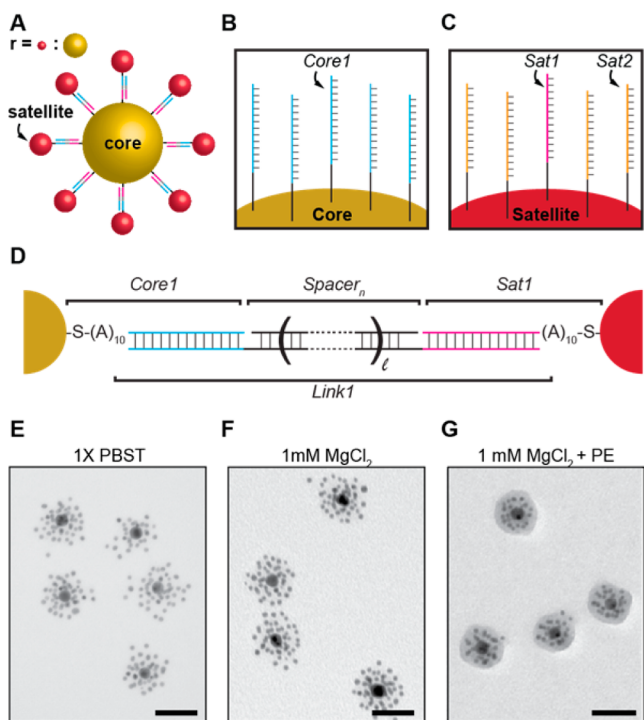 A
B
C
r = :
satellite
core
Core1
Core
Sat1
Sat2
Satellite
D
Core1
Spacerₙ
Sat1
-S-(A)₁₀
(A)₁₀-S-
ℓ
Link1
E
F
G
1X PBST
1mM MgCl₂
1 mM MgCl₂ + PE